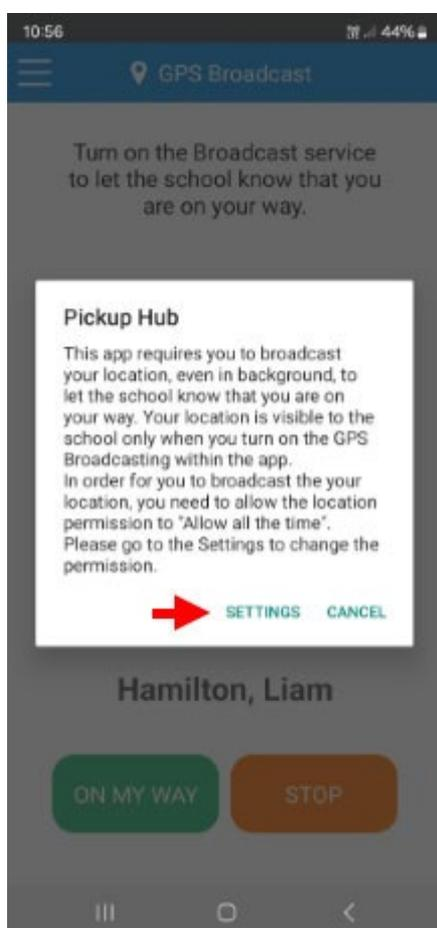 10:56
44%
GPS Broadcast
Turn on the Broadcast service
to let the school know that you
are on your way.
Pickup Hub
This app requires you to broadcast
your location, even in background, to
let the school know that you are on
your way. Your location is visible to the
school only when you turn on the GPS
Broadcasting within the app.
In order for you to broadcast the your
location, you need to allow the location
permission to "Allow all the time".
Please go to the Settings to change the
permission.
SETTINGS CANCEL
Hamilton, Liam
ON MY WAY STOP